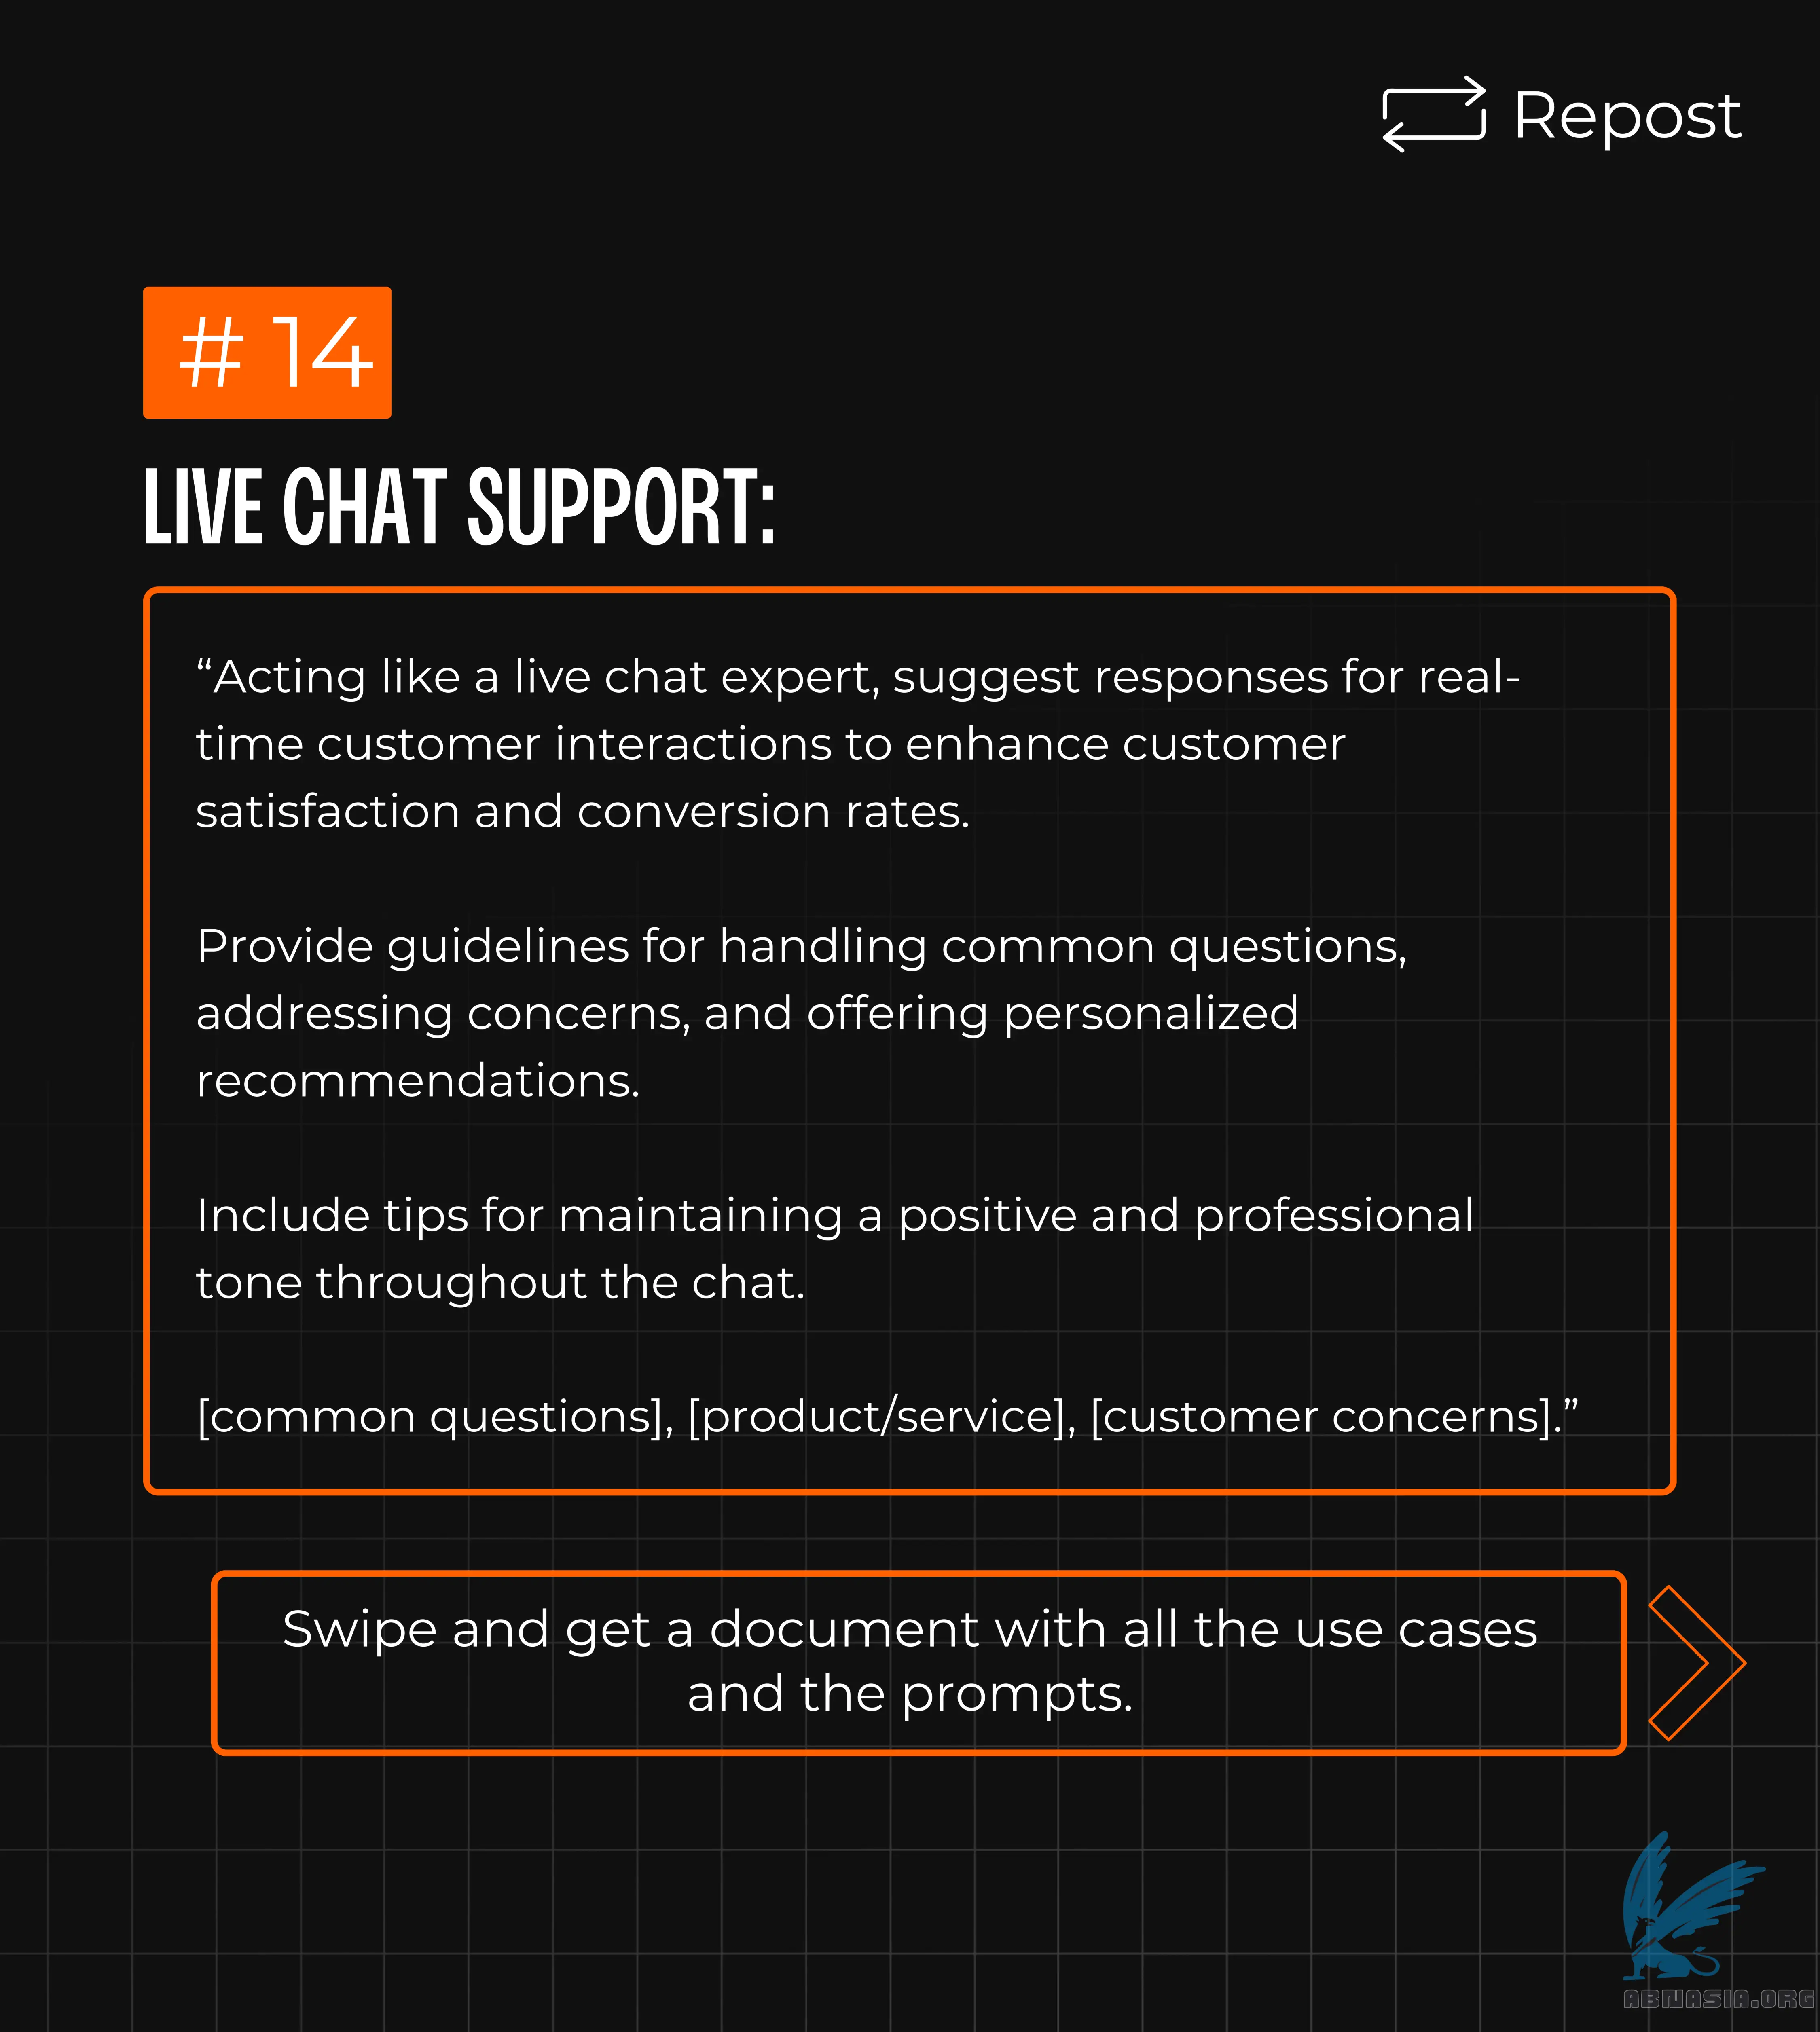 Repost
# 14
LIVE CHAT SUPPORT:
“Acting like a live chat expert, suggest responses for real-
time customer interactions to enhance customer
satisfaction and conversion rates.
Provide guidelines for handling common questions,
addressing concerns, and offering personalized
recommendations.
Include tips for maintaining a positive and professional
tone throughout the chat.
[common questions], [product/service], [customer concerns].”
Swipe and get a document with all the use cases
and the prompts.
ABNASIA.ORG